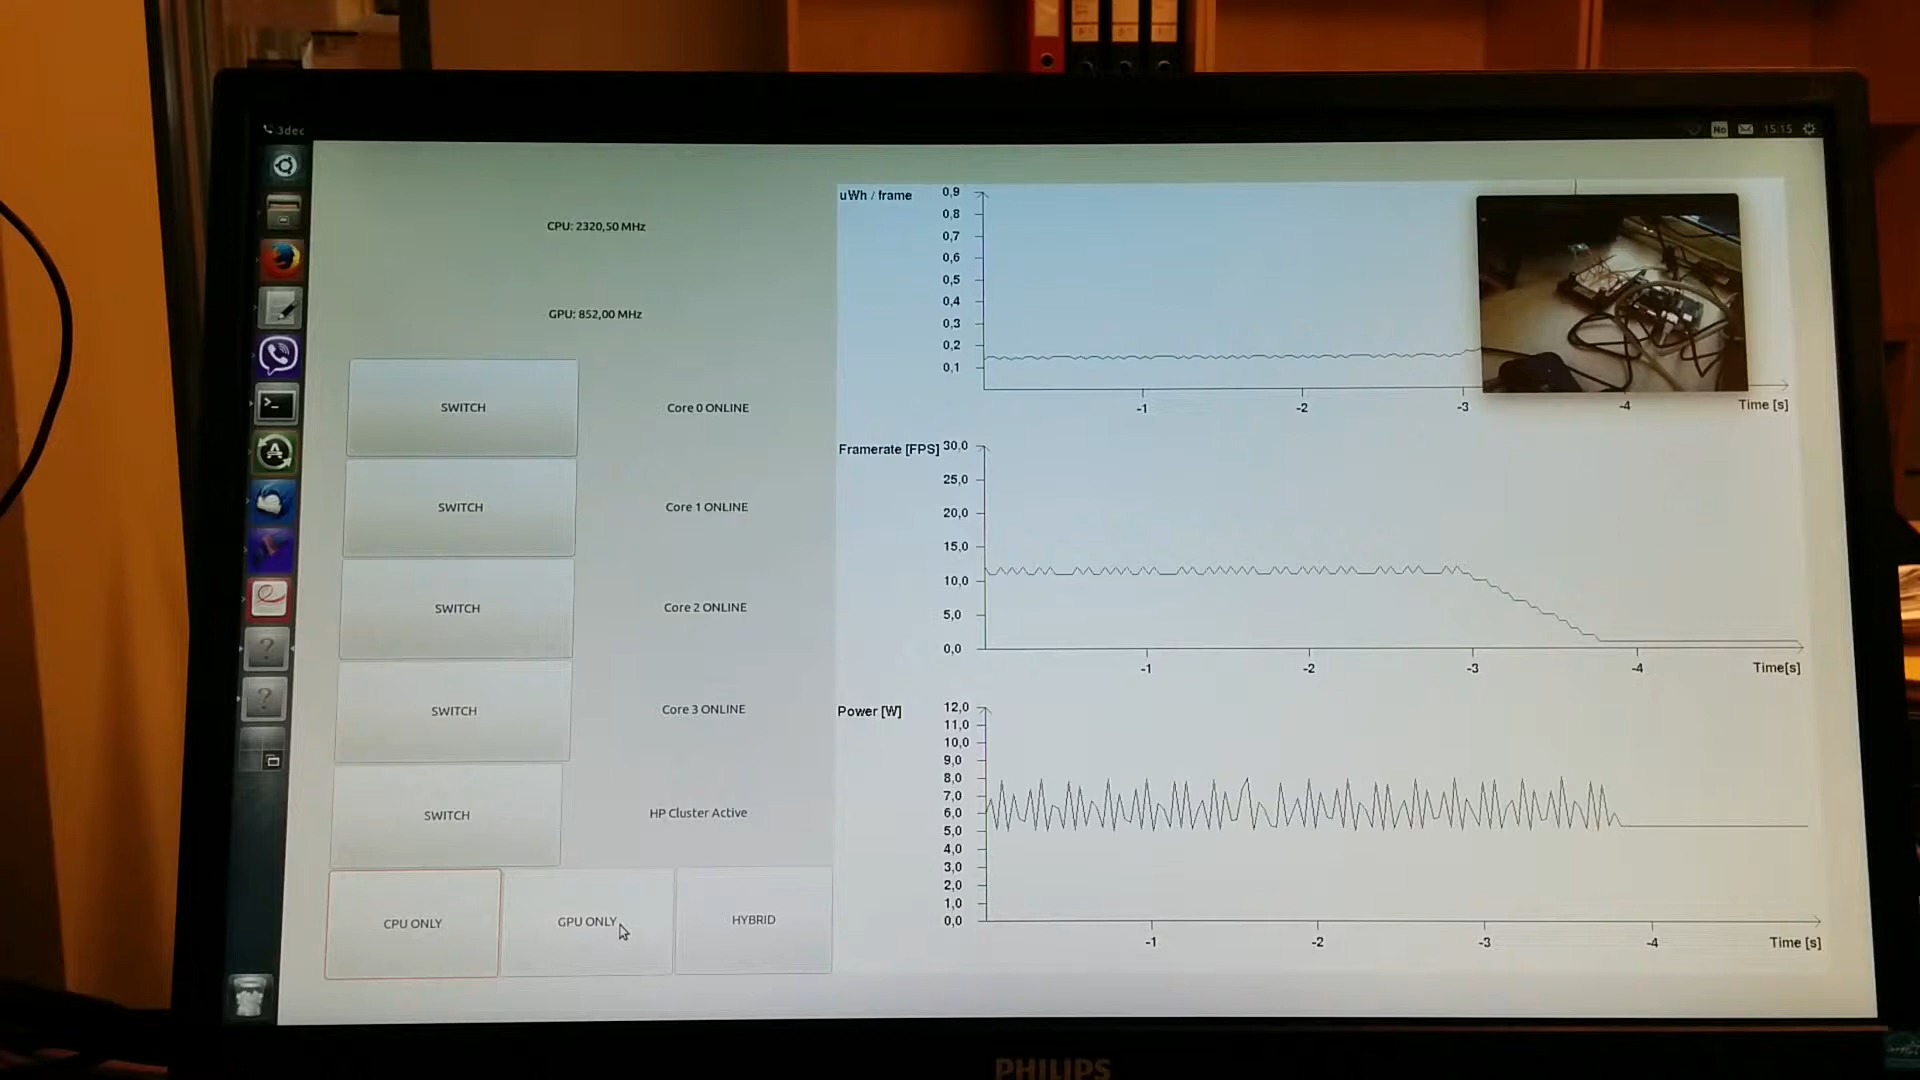 3dec
No
15:15
CPU: 2320,50 MHz
GPU: 852,00 MHz
SWITCH
Core 0 ONLINE
SWITCH
Core 1 ONLINE
SWITCH
Core 2 ONLINE
SWITCH
Core 3 ONLINE
SWITCH
HP Cluster Active
CPU ONLY
GPU ONLY
HYBRID
uWh / frame
0,9
0,8
0,7
0,6
0,5
0,4
0,3
0,2
0,1
-1
-2
-3
-4
Time [s]
Framerate [FPS]
30,0
25,0
20,0
15,0
10,0
5,0
0,0
-1
-2
-3
-4
Time[s]
Power [W]
12,0
11,0
10,0
9,0
8,0
7,0
6,0
5,0
4,0
3,0
2,0
1,0
0,0
-1
-2
-3
-4
Time [s]
PHILIPS